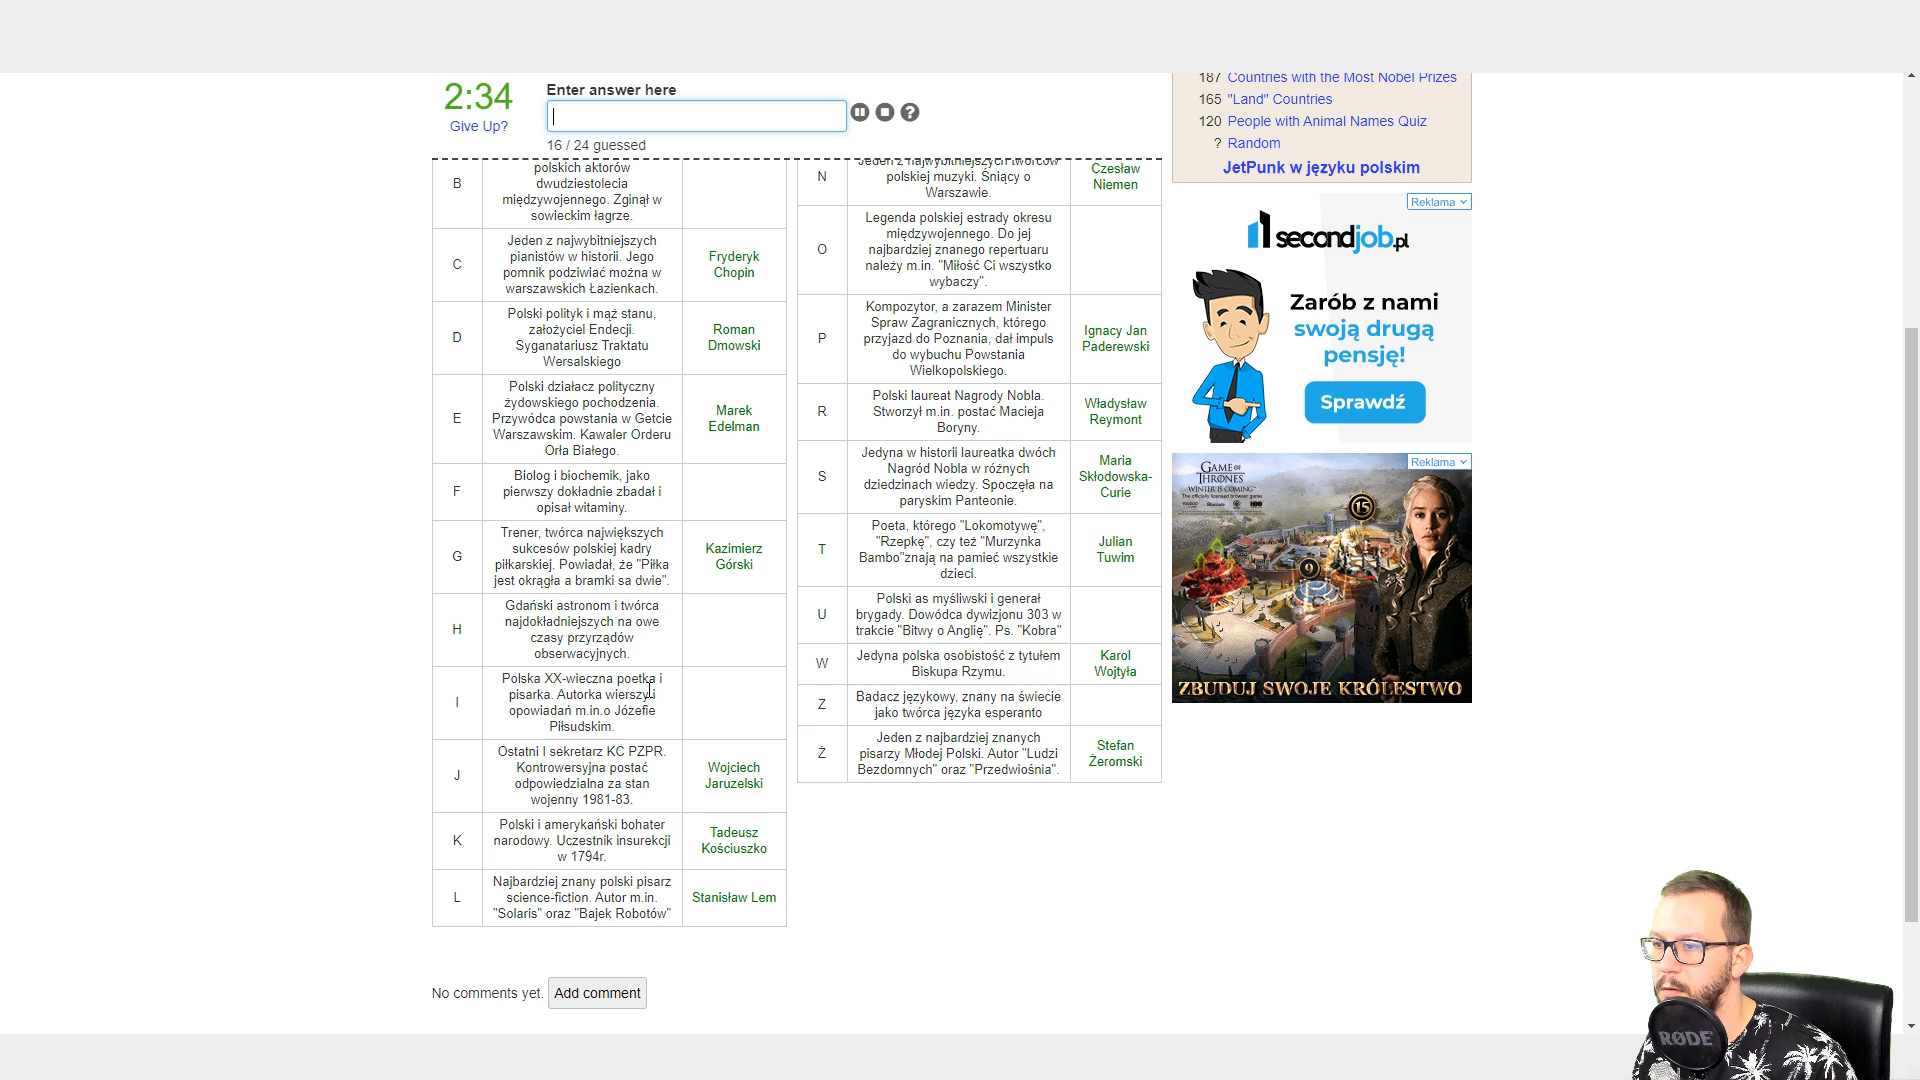 2:34
Give Up?
Enter answer here
16 / 24 guessed
B
polskich aktorów
dwudziestolecia
międzywojennego. Zginął w
sowieckim łagrze.
C
Jeden z najwybitniejszych
pianistów w historii. Jego
pomnik podziwiać można w
warszawskich Łazienkach.
Fryderyk
Chopin
D
Polski polityk i mąż stanu,
założyciel Endecji.
Syganatariusz Traktatu
Wersalskiego
Roman
Dmowski
E
Polski działacz polityczny
żydowskiego pochodzenia.
Przywódca powstania w Getcie
Warszawskim. Kawaler Orderu
Orła Białego.
Marek
Edelman
F
Biolog i biochemik, jako
pierwszy dokładnie zbadał i
opisał witaminy.
G
Trener, twórca największych
sukcesów polskiej kadry
piłkarskiej. Powiadał, że "Piłka
jest okrągła a bramki sa dwie".
Kazimierz
Górski
H
Gdański astronom i twórca
najdokładniejszych na owe
czasy przyrządów
obserwacyjnych.
I
Polska XX-wieczna poetka i
pisarka. Autorka wierszy i
opowiadań m.in.o Józefie
Piłsudskim.
J
Ostatni I sekretarz KC PZPR.
Kontrowersyjna postać
odpowiedzialna za stan
wojenny 1981-83.
Wojciech
Jaruzelski
K
Polski i amerykański bohater
narodowy. Uczestnik insurekcji
w 1794r.
Tadeusz
Kościuszko
L
Najbardziej znany polski pisarz
science-fiction. Autor m.in.
"Solaris" oraz "Bajek Robotów"
Stanisław Lem
N
Jeden z najwybitniejszych twórców
polskiej muzyki. Śniący o
Warszawie.
Czesław
Niemen
O
Legenda polskiej estrady okresu
międzywojennego. Do jej
najbardziej znanego repertuaru
należy m.in. "Miłość Ci wszystko
wybaczy".
P
Kompozytor, a zarazem Minister
Spraw Zagranicznych, którego
przyjazd do Poznania, dał impuls
do wybuchu Powstania
Wielkopolskiego.
Ignacy Jan
Paderewski
R
Polski laureat Nagrody Nobla.
Stworzył m.in. postać Macieja
Boryny.
Władysław
Reymont
S
Jedyna w historii laureatka dwóch
Nagród Nobla w różnych
dziedzinach wiedzy. Spoczęła na
paryskim Panteonie.
Maria
Skłodowska-
Curie
T
Poeta, którego "Lokomotywę",
"Rzepkę", czy też "Murzynka
Bambo"znają na pamieć wszystkie
dzieci.
Julian
Tuwim
U
Polski as myśliwski i generał
brygady. Dowódca dywizjonu 303 w
trakcie "Bitwy o Anglię". Ps. "Kobra"
W
Jedyna polska osobistość z tytułem
Biskupa Rzymu.
Karol
Wojtyła
Z
Badacz językowy, znany na świecie
jako twórca języka esperanto
Ż
Jeden z najbardziej znanych
pisarzy Młodej Polski. Autor "Ludzi
Bezdomnych" oraz "Przedwiośnia".
Stefan
Żeromski
No comments yet.
Add comment
187 Countries with the Most Nobel Prizes
165 "Land" Countries
120 People with Animal Names Quiz
? Random
JetPunk w języku polskim
Reklama
secondjob.pl
Zarób z nami
swoją drugą
pensję!
Sprawdź
Reklama
GAME OF
THRONES
WINTER IS COMING
15
9
ZBUDUJ SWOJE KRÓLESTWO
RØDE